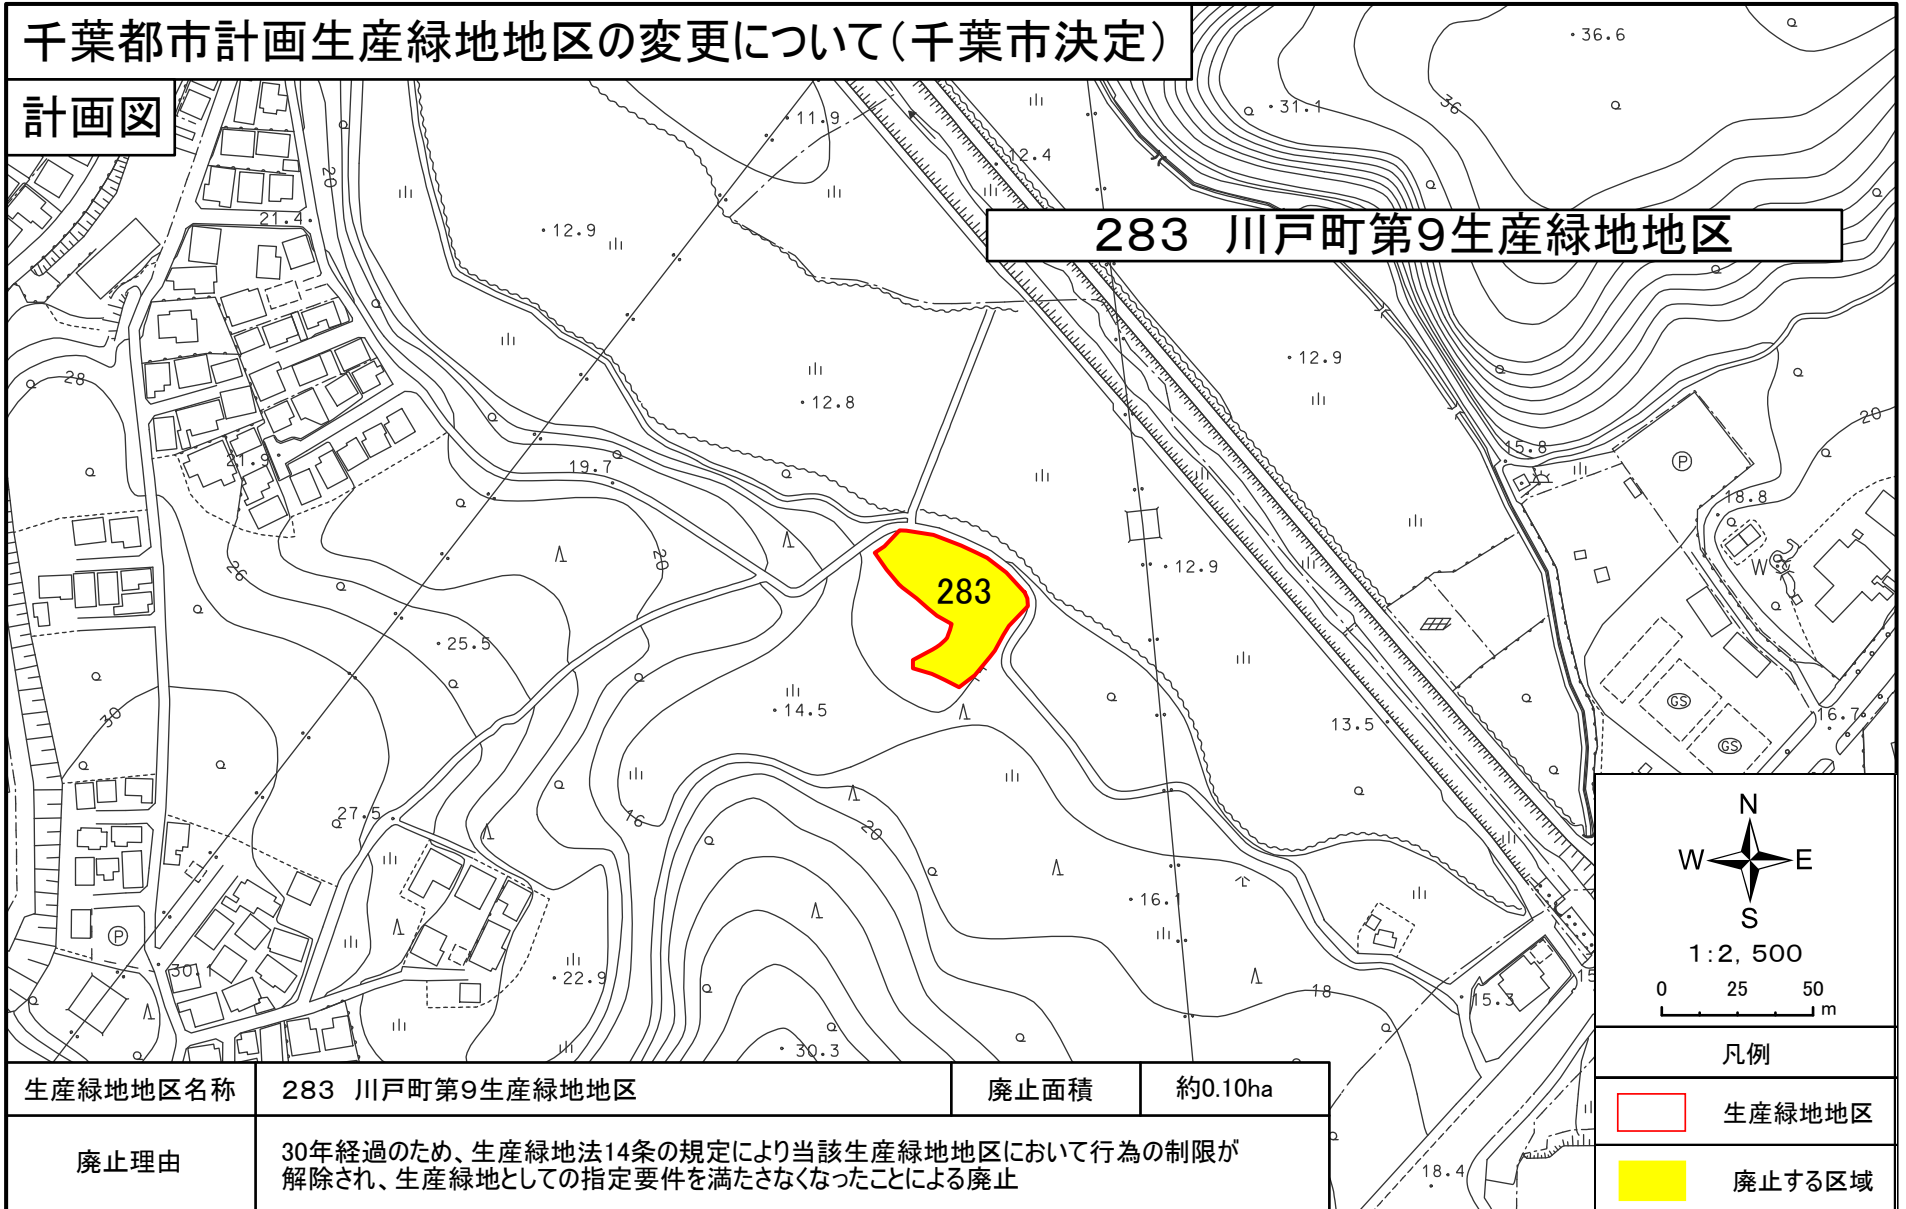 千葉都市計画生産緑地地区の変更について（千葉市決定）
計画図
283　川戸町第9生産緑地地区
36.6
31.1
36
11.9
12.4
20
21.4
12.9
12.9
12.8
28
15.8
20
27.9
19.7
P
18.8
26
20
283
12.9
W
25.5
30
14.5
13.5
GS
16.7
GS
27.5
16
20
16.1
P
30.1
22.9
18
15.3
15
30.3
18.4
N
W E
S
1:2,500
0 25 50
m
凡例
生産緑地地区
廃止する区域
生産緑地地区名称
283　川戸町第9生産緑地地区
廃止面積
約0.10ha
廃止理由
30年経過のため、生産緑地法14条の規定により当該生産緑地地区において行為の制限が
解除され、生産緑地としての指定要件を満たさなくなったことによる廃止